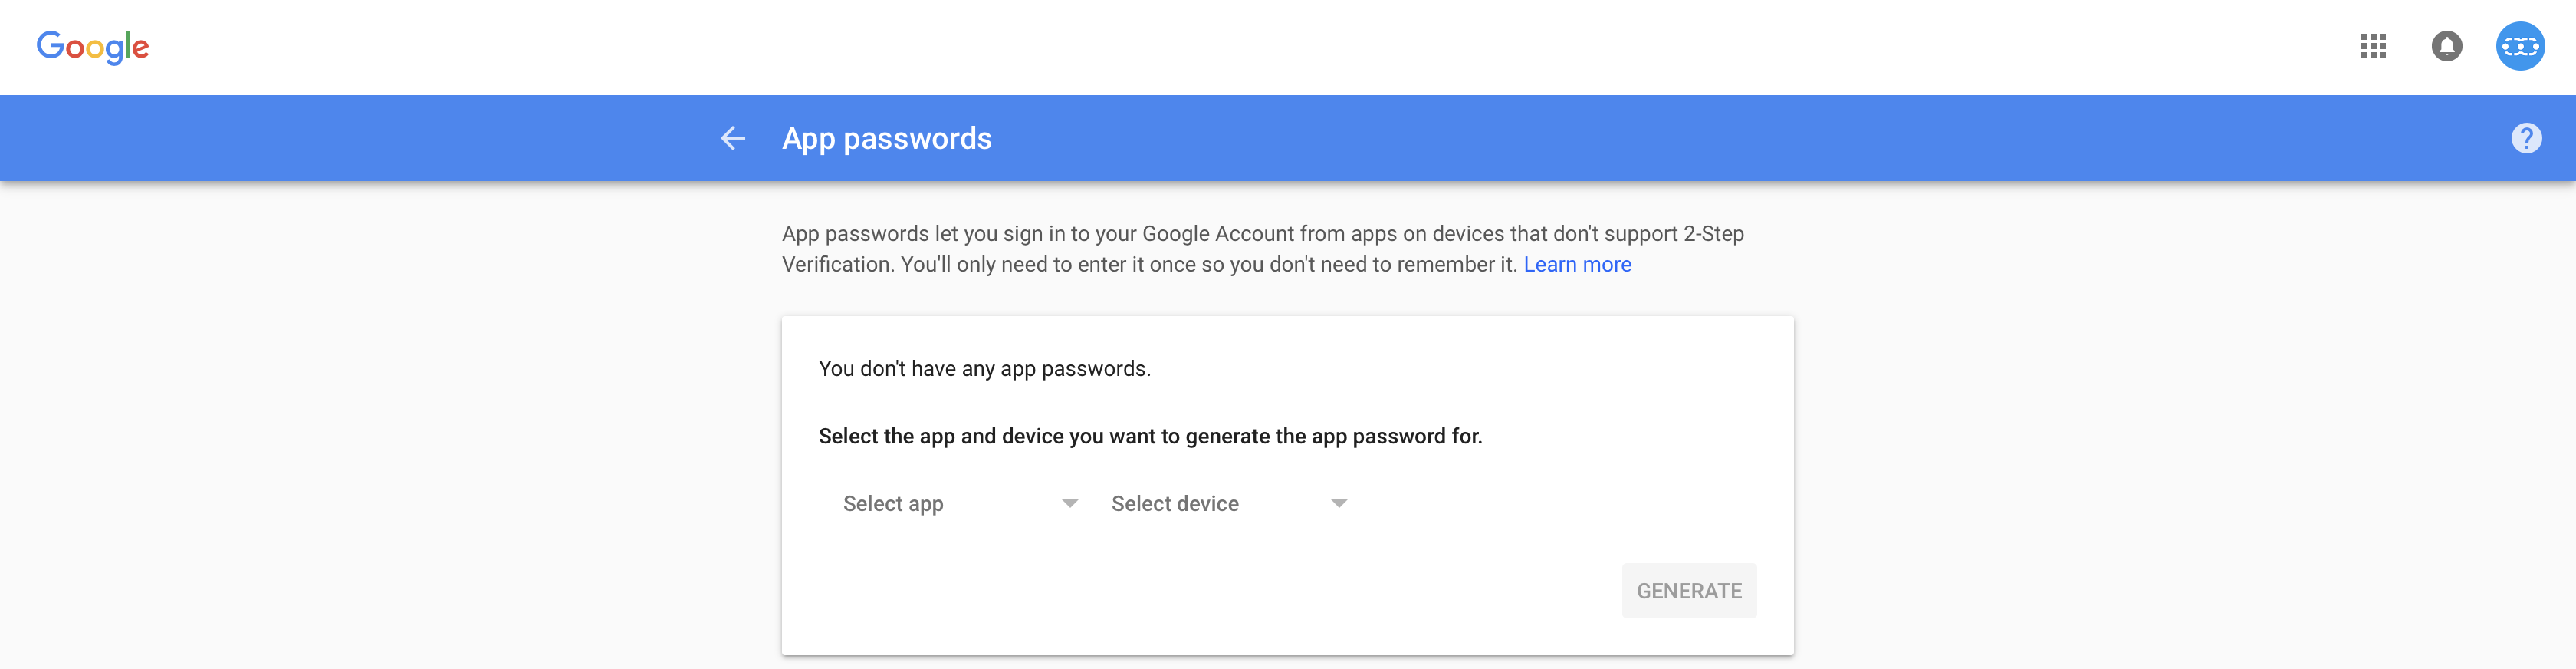 Google
App passwords
?
App passwords let you sign in to your Google Account from apps on devices that don't support 2-Step
Verification. You'll only need to enter it once so you don't need to remember it. Learn more
You don't have any app passwords.
Select the app and device you want to generate the app password for.
Select app Select device
GENERATE